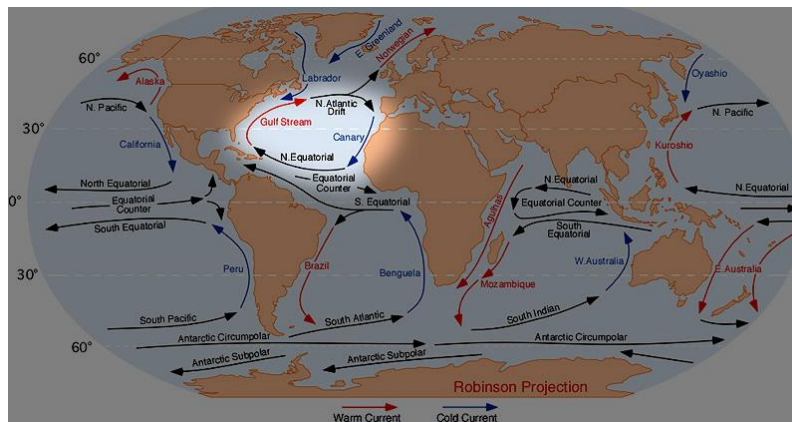 60°
30°
0°
30°
60°
Alaska
N. Pacific
California
North Equatorial
Equatorial
Counter
South Equatorial
Peru
South Pacific
Antarctic Circumpolar
Antarctic Subpolar
Labrador
E. Greenland
Norwegian
N. Atlantic
Drift
Gulf Stream
Canary
N. Equatorial
Equatorial
Counter
S. Equatorial
Brazil
Benguela
South Atlantic
Antarctic Subpolar
Agulhas
Mozambique
N. Equatorial
Equatorial Counter
South
Equatorial
W. Australia
South Indian
Antarctic Circumpolar
Oyashio
N. Pacific
Kuroshio
N. Equatorial
E. Australia
Robinson Projection
Warm Current
Cold Current